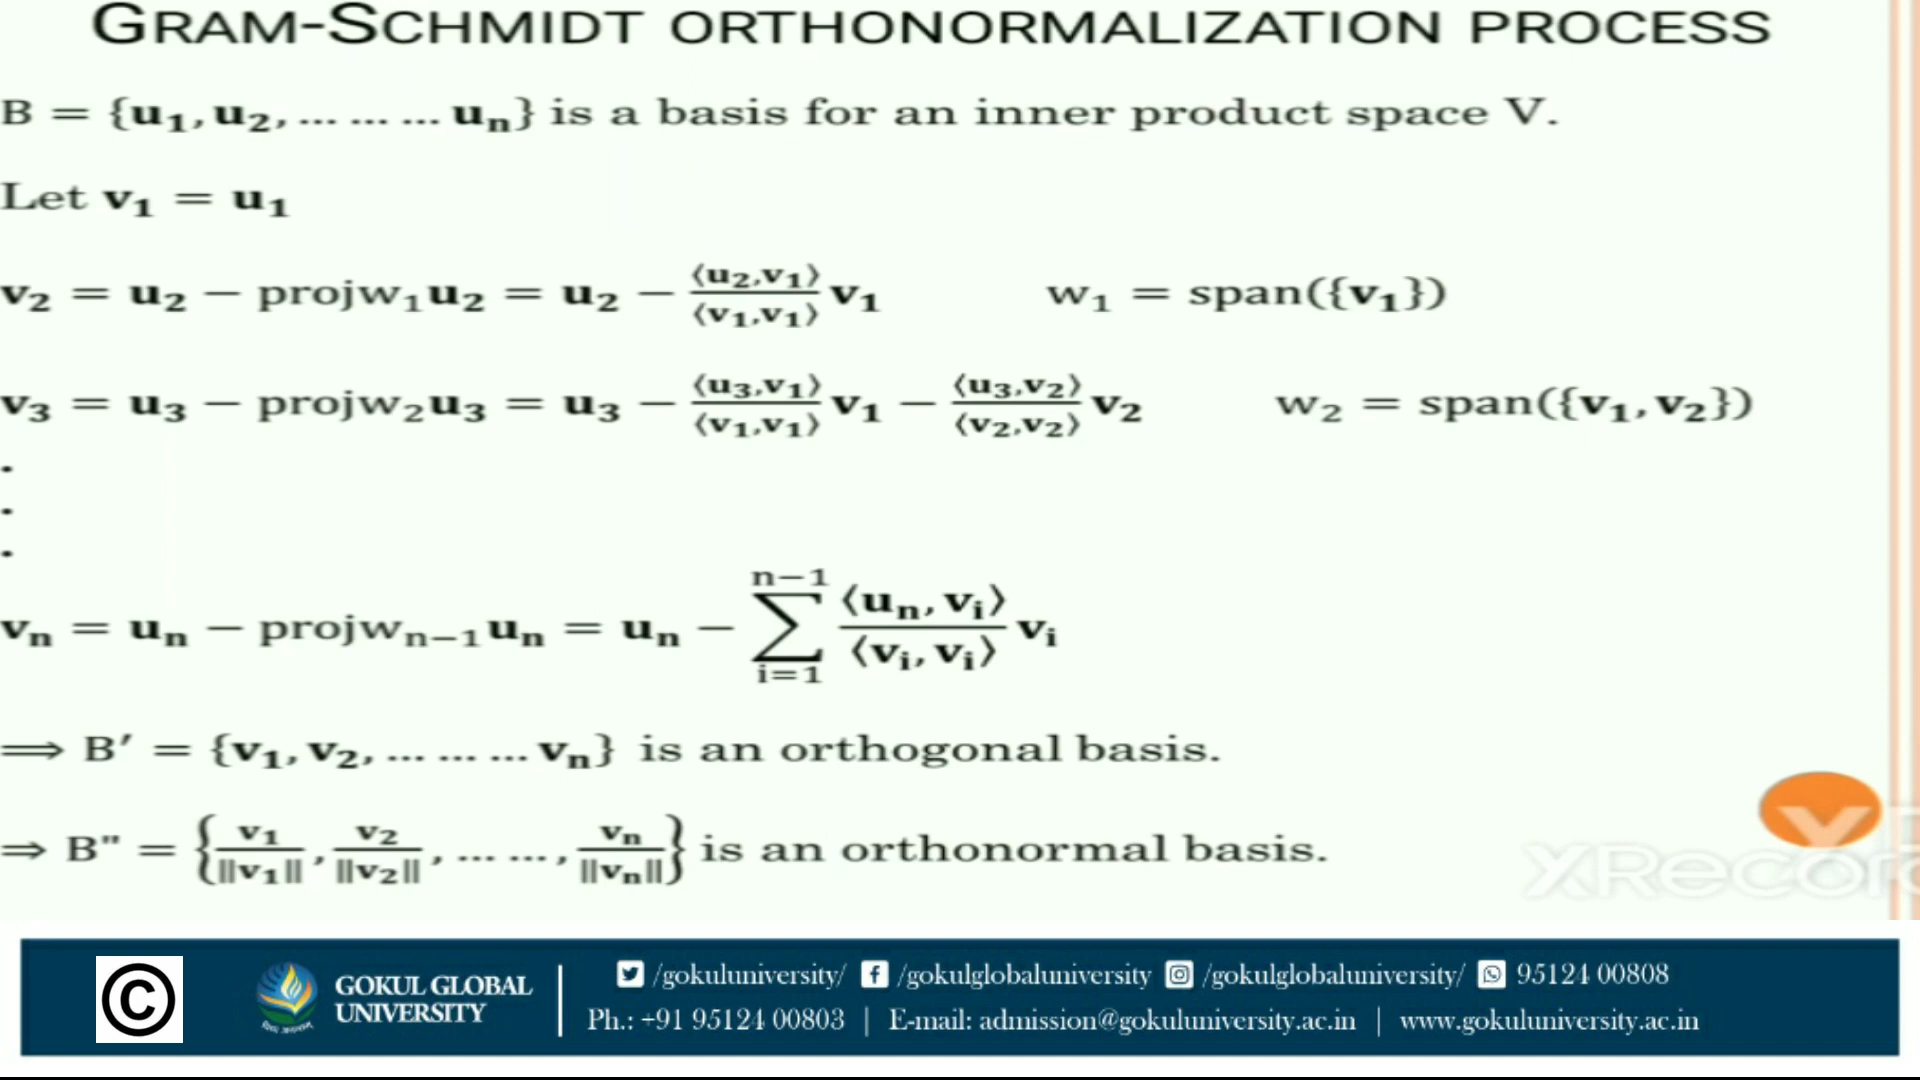 GRAM-SCHMIDT ORTHONORMALIZATION PROCESS
B = {u₁, u₂, … … … uₙ} is a basis for an inner product space V.
Let v₁ = u₁
v₂ = u₂ − projw₁u₂ = u₂ − ⟨u₂,v₁⟩/⟨v₁,v₁⟩ v₁ w₁ = span({v₁})
v₃ = u₃ − projw₂u₃ = u₃ − ⟨u₃,v₁⟩/⟨v₁,v₁⟩ v₁ − ⟨u₃,v₂⟩/⟨v₂,v₂⟩ v₂ w₂ = span({v₁, v₂})
.
.
.
vₙ = uₙ − projwₙ₋₁uₙ = uₙ − ∑ᵢ₌₁ⁿ⁻¹ ⟨uₙ, vᵢ⟩/⟨vᵢ, vᵢ⟩ vᵢ
⟹ B′ = {v₁, v₂, … … … vₙ} is an orthogonal basis.
⇒ B" = {v₁/‖v₁‖, v₂/‖v₂‖, … …, vₙ/‖vₙ‖} is an orthonormal basis.
XRecor
©
GOKUL GLOBAL
UNIVERSITY
/gokuluniversity/ /gokulglobaluniversity /gokulglobaluniversity/ 95124 00808
Ph.: +91 95124 00803 | E-mail: admission@gokuluniversity.ac.in | www.gokuluniversity.ac.in